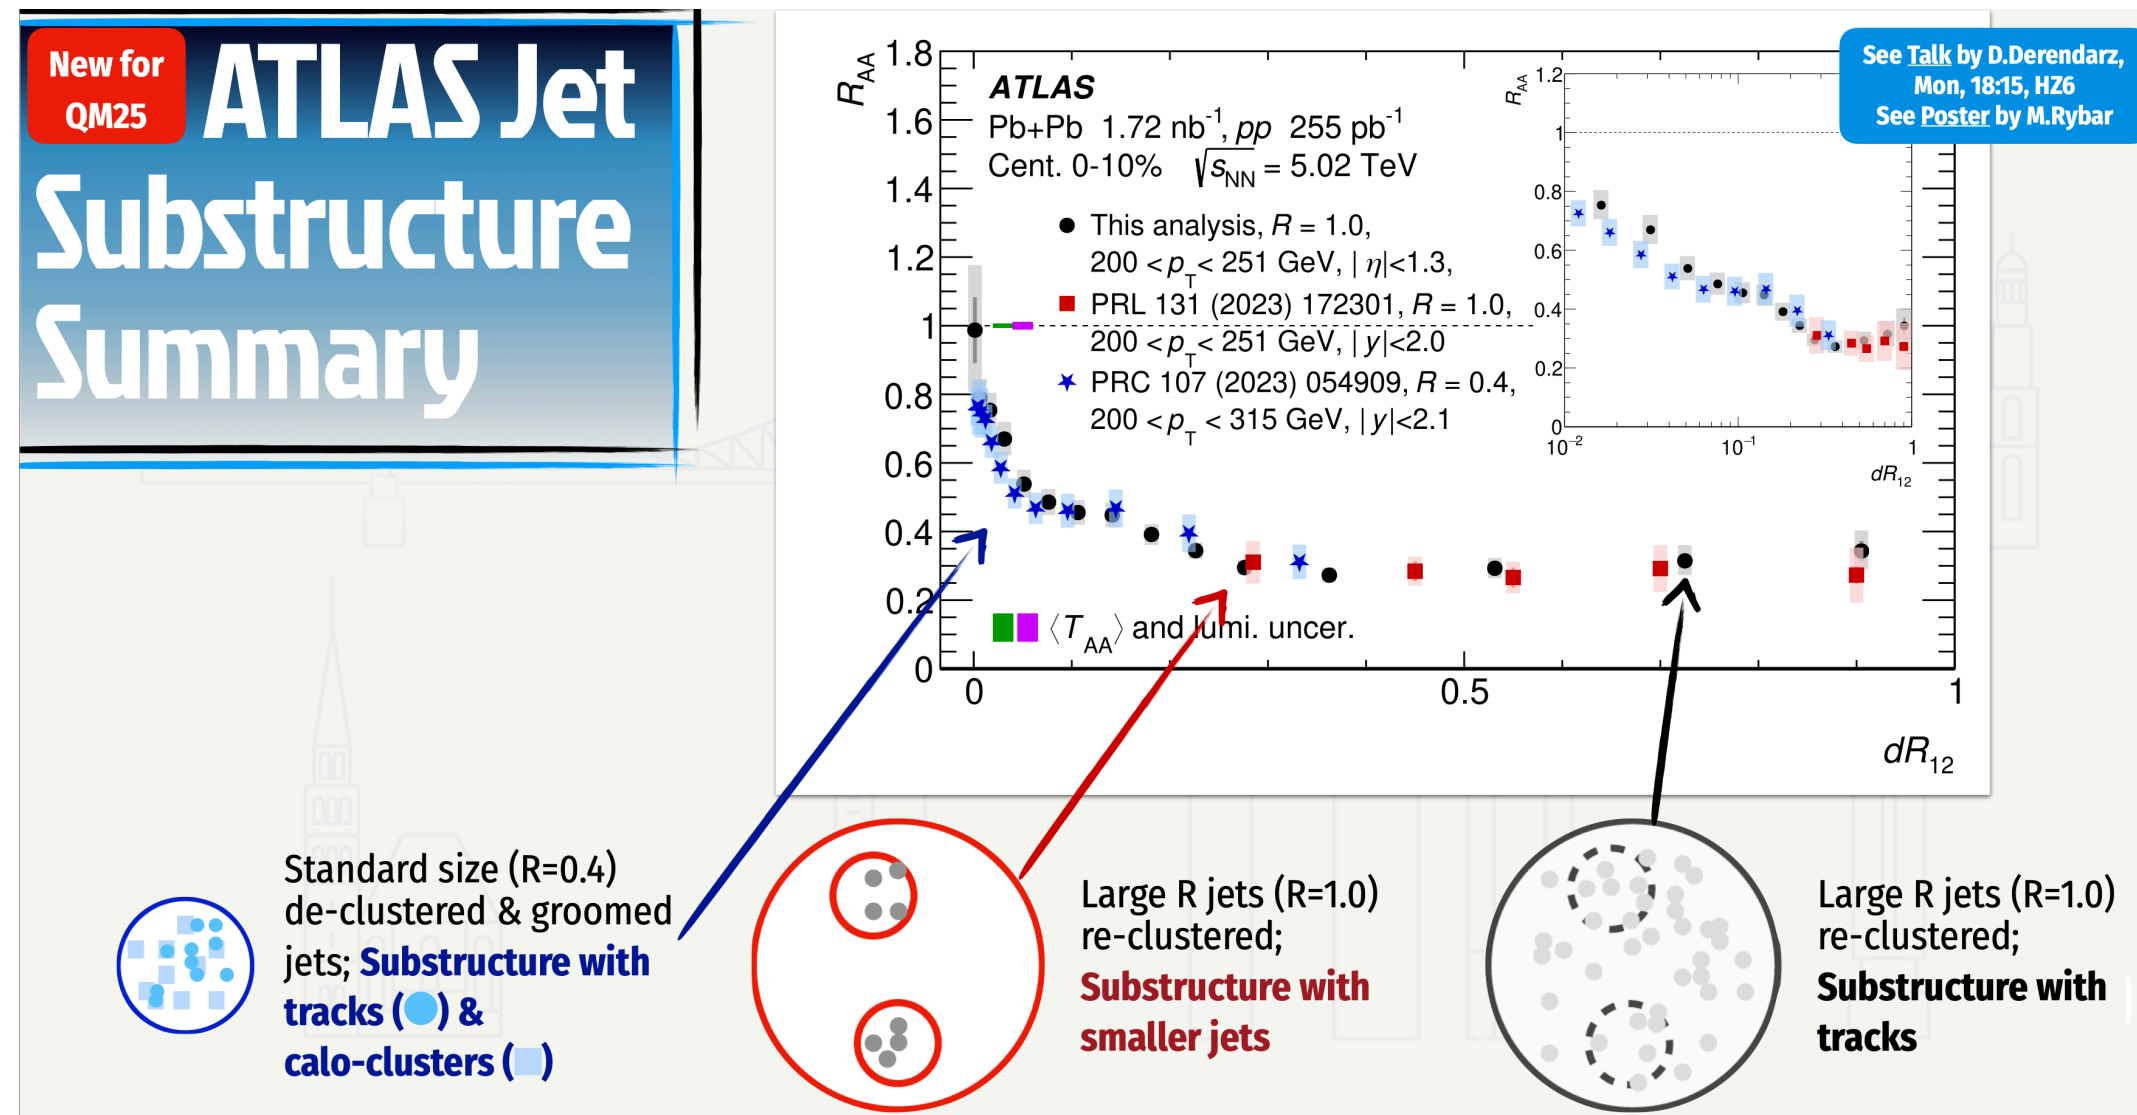 New for
QM25
ATLAS Jet
Substructure
Summary
See Talk by D.Derendarz,
Mon, 18:15, HZ6
See Poster by M.Rybar
R_AA
1.8
1.6
1.4
1.2
1
0.8
0.6
0.4
0.2
0
0 0.5 1
dR_12
ATLAS
Pb+Pb 1.72 nb^-1, pp 255 pb^-1
Cent. 0-10% √s_NN = 5.02 TeV
This analysis, R = 1.0,
200 < p_T < 251 GeV, | η|<1.3,
PRL 131 (2023) 172301, R = 1.0,
200 < p_T < 251 GeV, | y|<2.0
PRC 107 (2023) 054909, R = 0.4,
200 < p_T < 315 GeV, | y|<2.1
⟨T_AA⟩ and lumi. uncer.
R_AA
1.2
1
0.8
0.6
0.4
0.2
0
10^−2 10^−1 1
dR_12
Standard size (R=0.4)
de-clustered & groomed
jets; Substructure with
tracks ( ) &
calo-clusters ( )
Large R jets (R=1.0)
re-clustered;
Substructure with
smaller jets
Large R jets (R=1.0)
re-clustered;
Substructure with
tracks